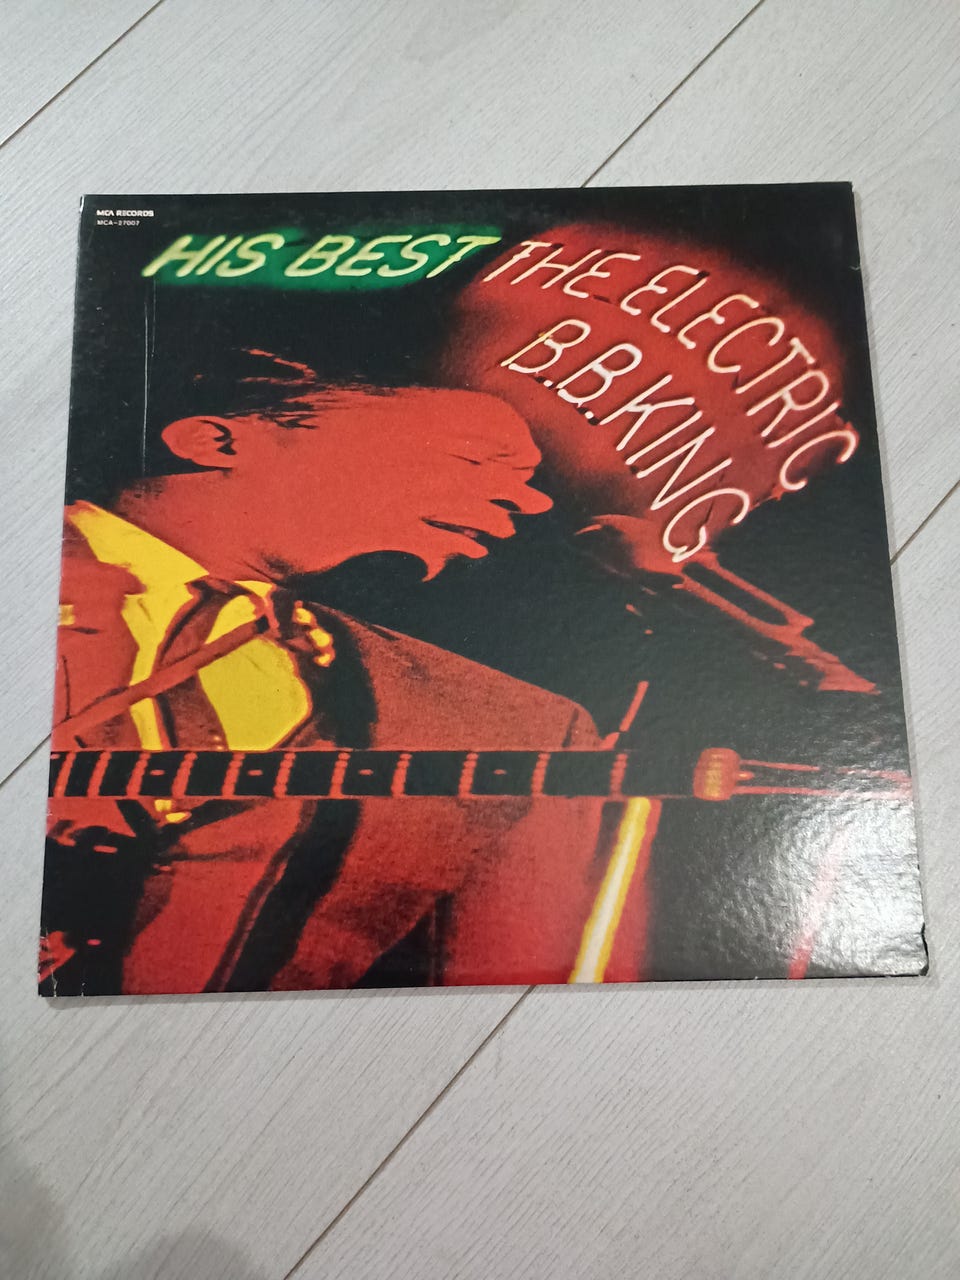 MCA RECORDS
MCA-27007
HIS BEST THE ELECTRIC
B.B.KING